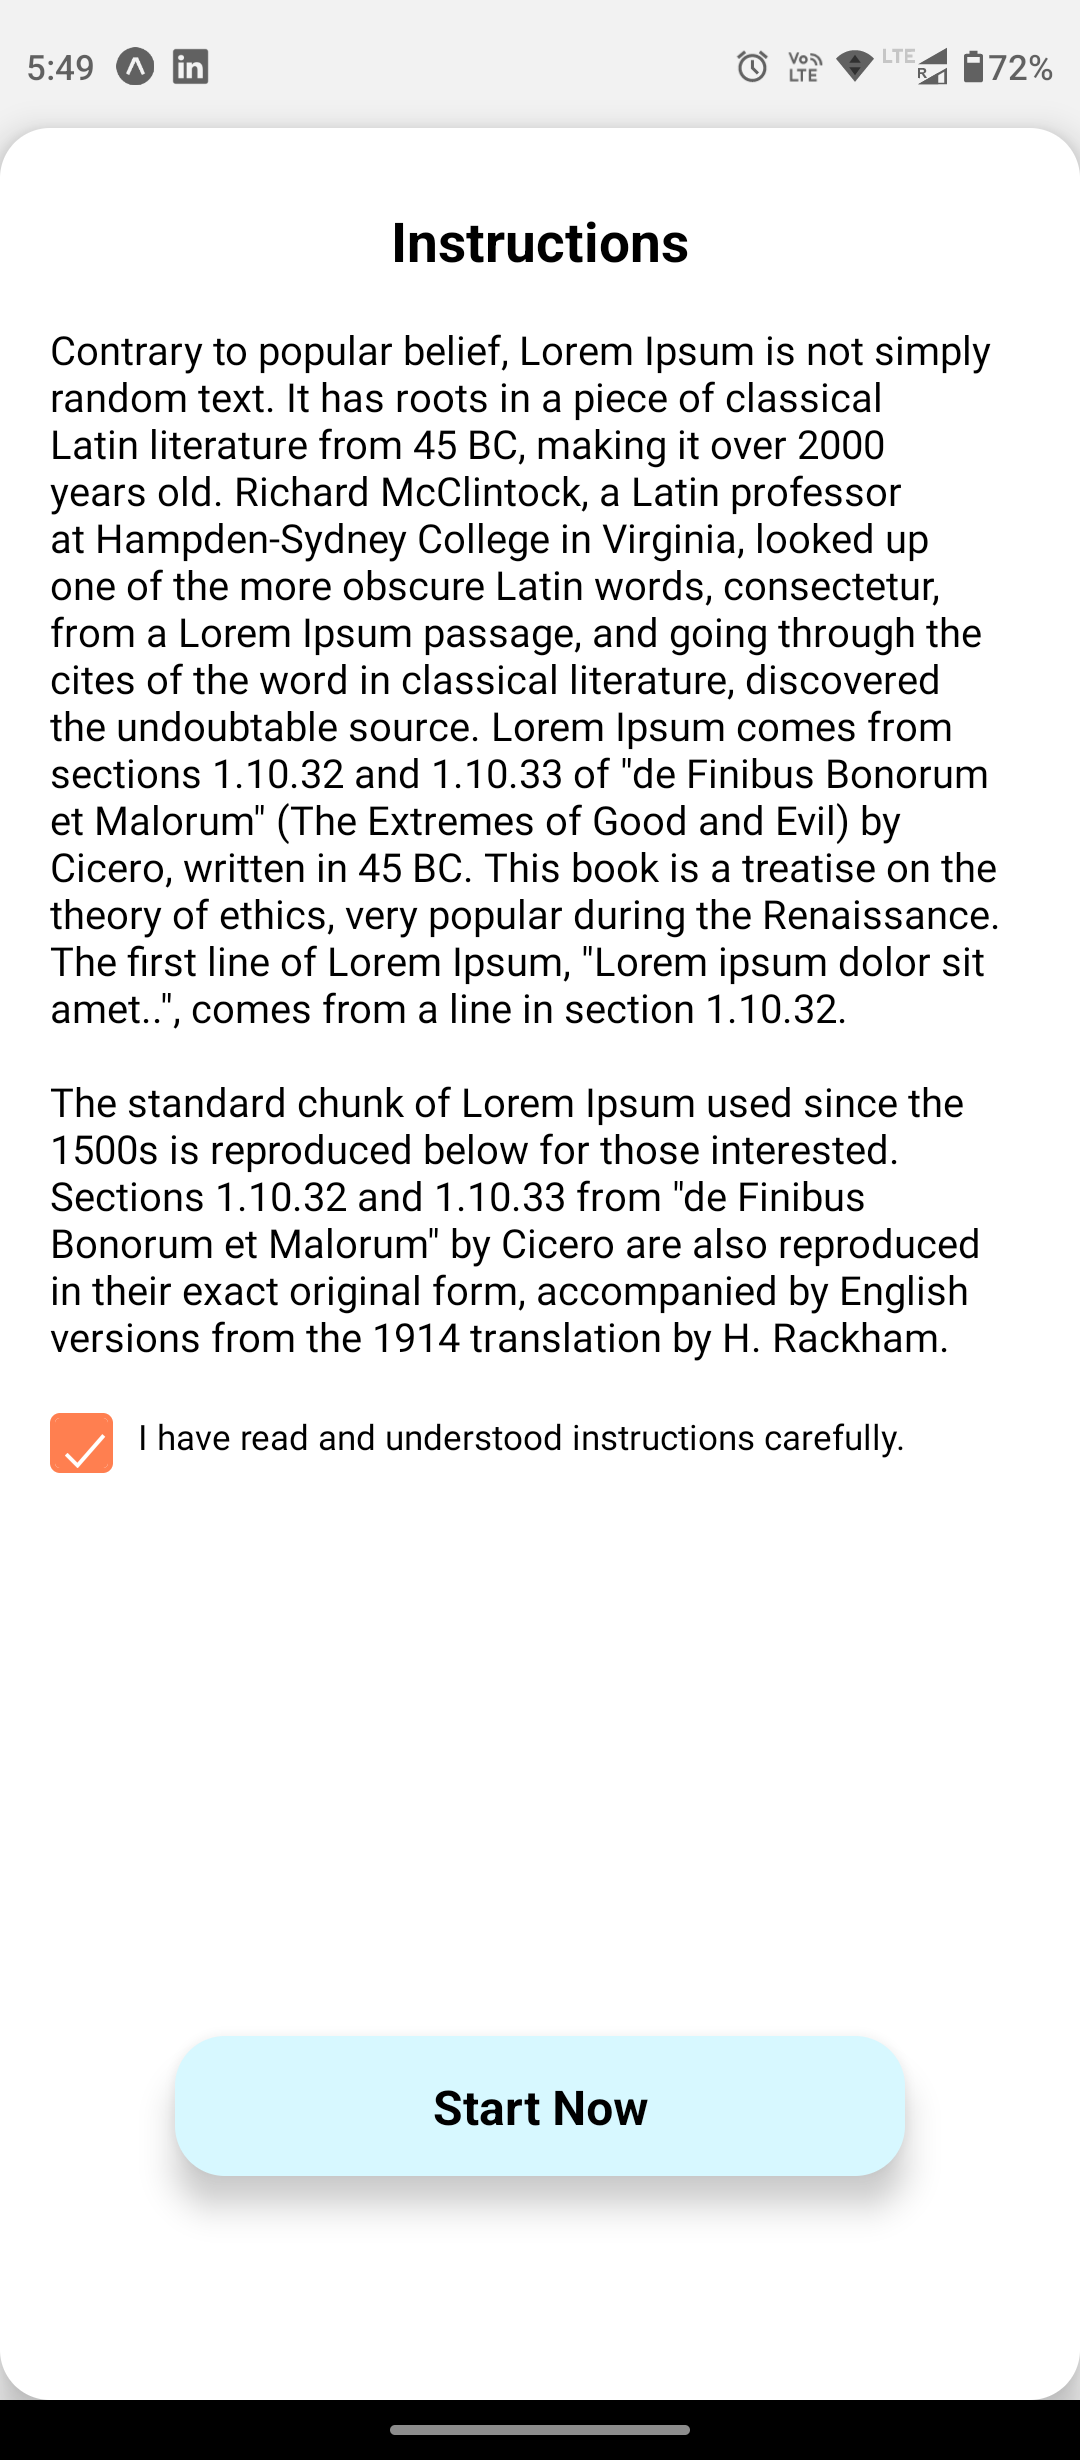 5:49 in Vo LTE LTE R 72%
Instructions
Contrary to popular belief, Lorem Ipsum is not simply
random text. It has roots in a piece of classical
Latin literature from 45 BC, making it over 2000
years old. Richard McClintock, a Latin professor
at Hampden-Sydney College in Virginia, looked up
one of the more obscure Latin words, consectetur,
from a Lorem Ipsum passage, and going through the
cites of the word in classical literature, discovered
the undoubtable source. Lorem Ipsum comes from
sections 1.10.32 and 1.10.33 of "de Finibus Bonorum
et Malorum" (The Extremes of Good and Evil) by
Cicero, written in 45 BC. This book is a treatise on the
theory of ethics, very popular during the Renaissance.
The first line of Lorem Ipsum, "Lorem ipsum dolor sit
amet..", comes from a line in section 1.10.32.
The standard chunk of Lorem Ipsum used since the
1500s is reproduced below for those interested.
Sections 1.10.32 and 1.10.33 from "de Finibus
Bonorum et Malorum" by Cicero are also reproduced
in their exact original form, accompanied by English
versions from the 1914 translation by H. Rackham.
I have read and understood instructions carefully.
Start Now